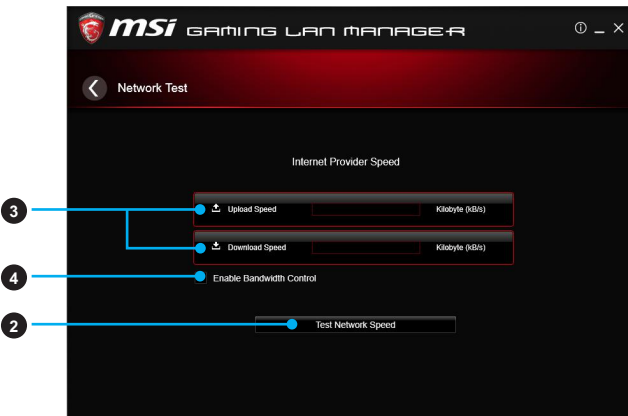 msi GAMING LAN MANAGER
Network Test
Internet Provider Speed
3
Upload Speed Kilobyte (kB/s)
Download Speed Kilobyte (kB/s)
4
Enable Bandwidth Control
2
Test Network Speed